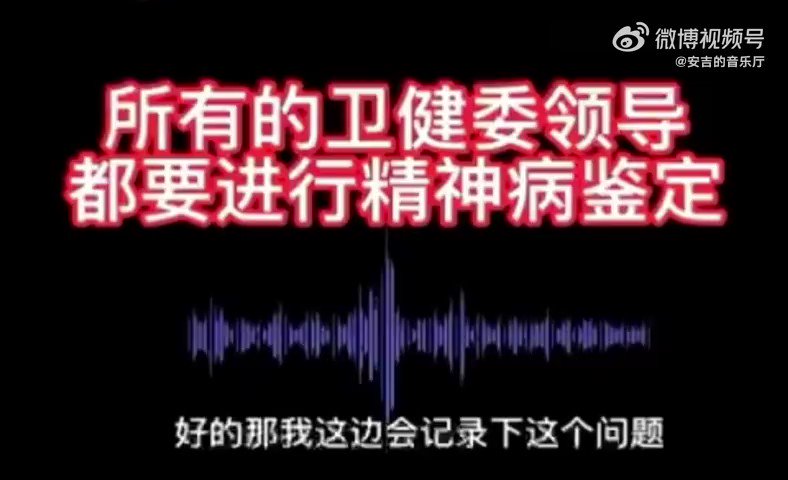 微博视频号
@安吉的音乐厅
所有的卫健委领导
都要进行精神病鉴定
好的那我这边会记录下这个问题